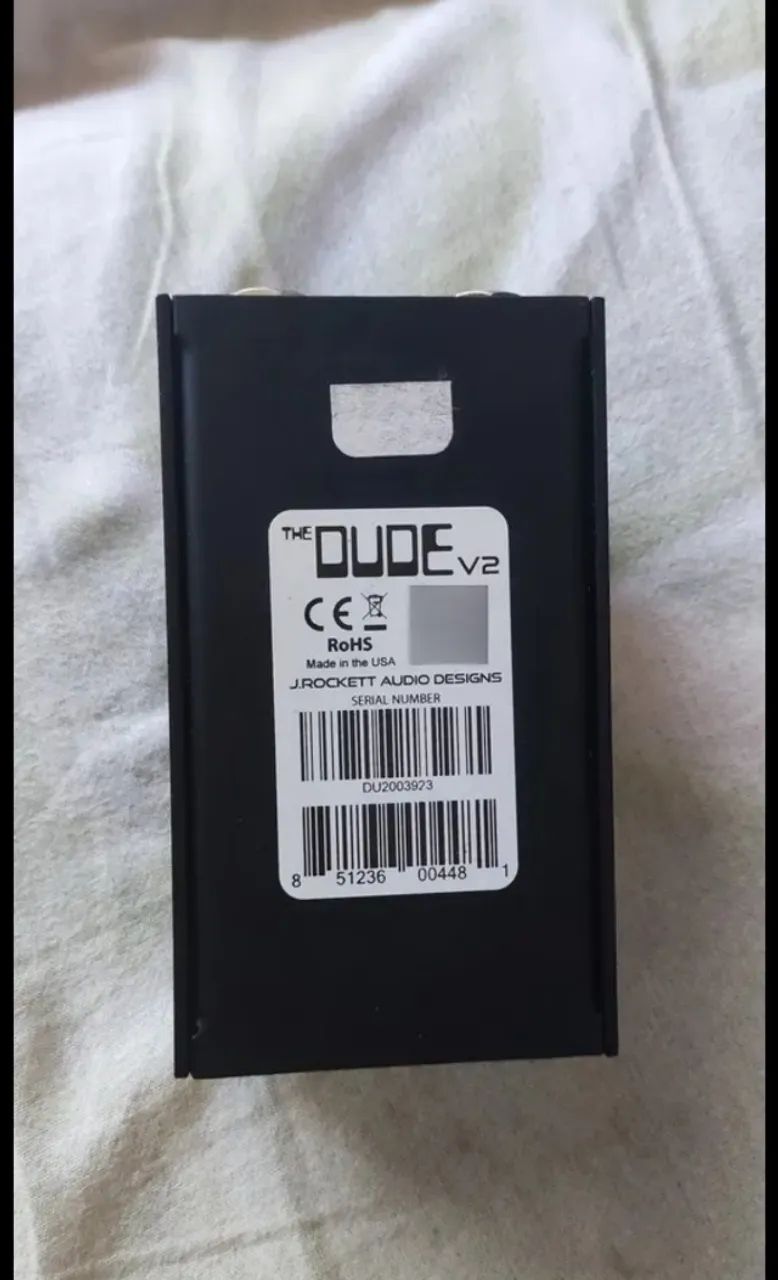 THE DUDE V2
CE
RoHS
Made in the USA
J.ROCKETT AUDIO DESIGNS
SERIAL NUMBER
DU2003923
8 51236 00448 1